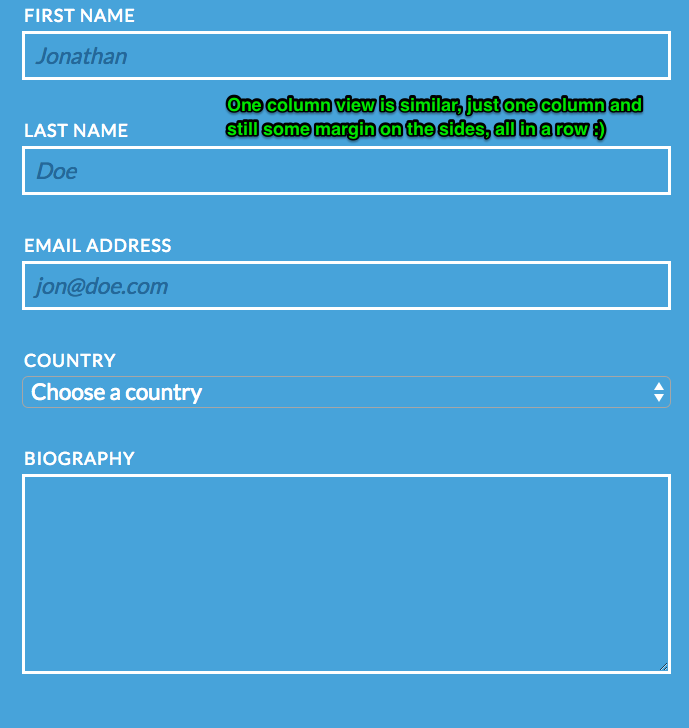 FIRST NAME
Jonathan
One column view is similar, just one column and
still some margin on the sides, all in a row :)
LAST NAME
Doe
EMAIL ADDRESS
jon@doe.com
COUNTRY
Choose a country
BIOGRAPHY